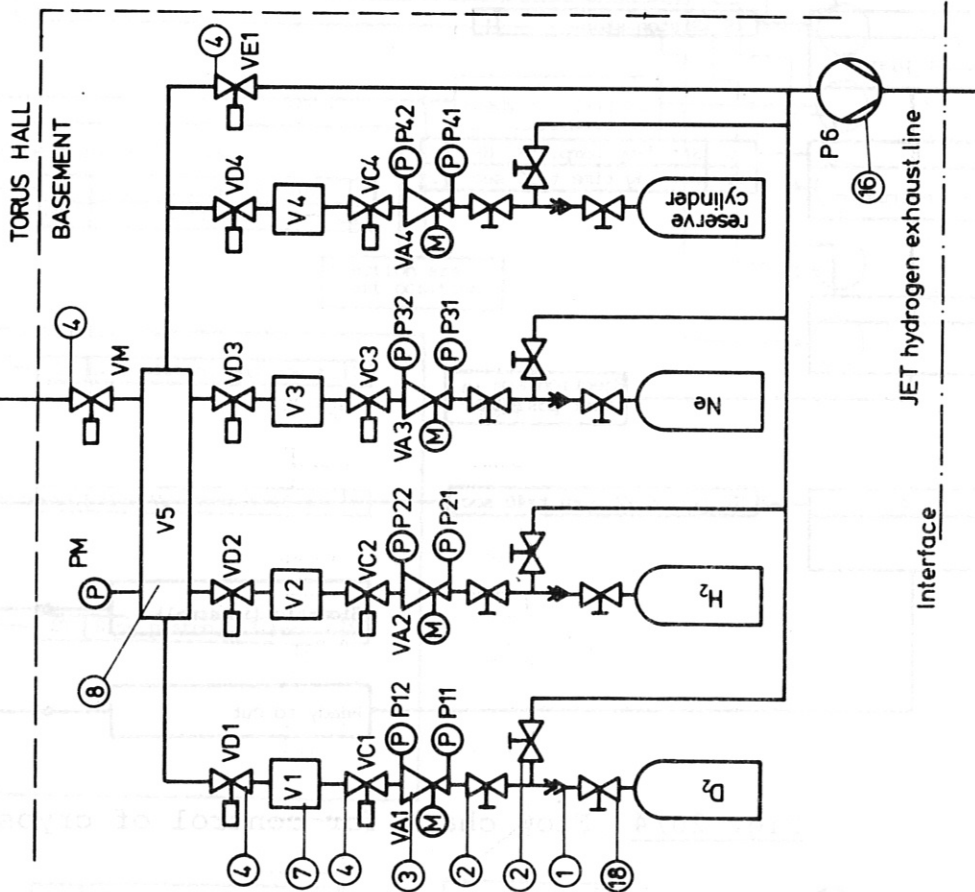 TORUS HALL
BASEMENT
4
VE1
4
VM
PM
P
8
V5
VD1
VD2
VD3
VD4
4
V1
V2
V3
V4
7
VC1
VC2
VC3
VC4
4
P P12
P P22
P P32
P P42
VA1
VA2
VA3
VA4
3
M
M
M
M
P P11
P P21
P P31
P P41
2
2
1
18
D2
H2
Ne
reserve
cylinder
P6
16
JET hydrogen exhaust line
Interface